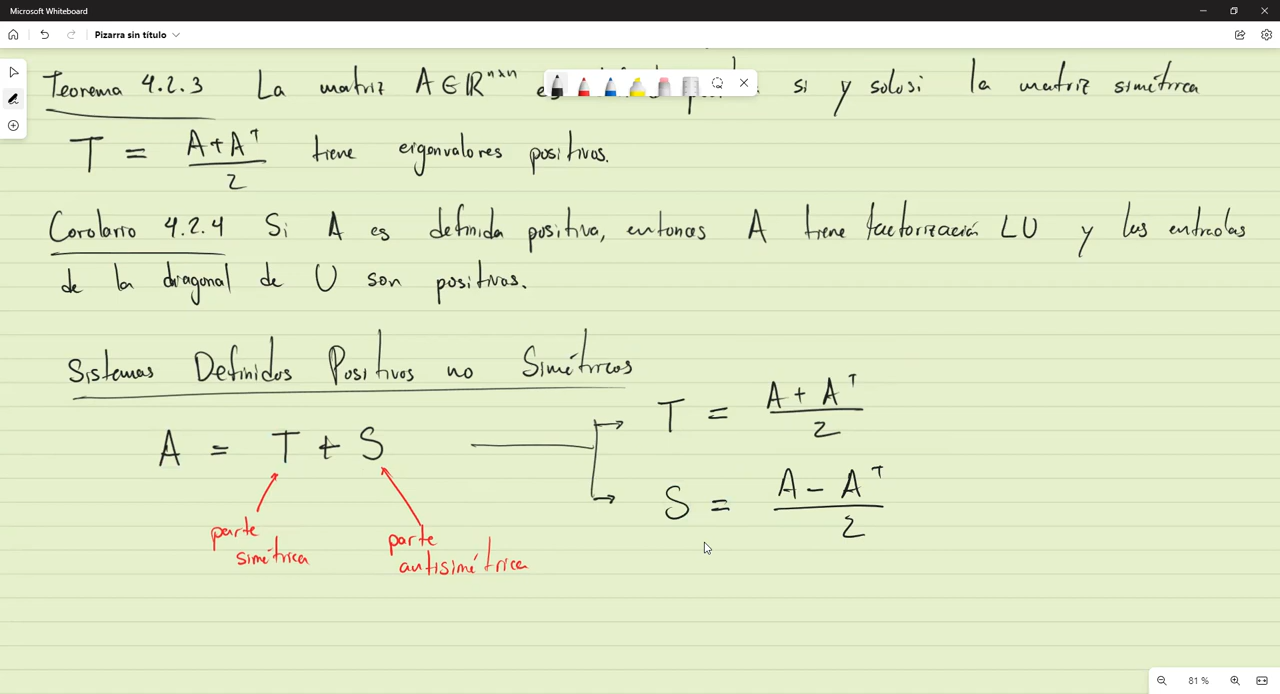 Microsoft Whiteboard
Pizarra sin título
Teorema 4.2.3 La matriz A ∈ ℝⁿˣⁿ es si y solo si la matriz simétrica
T = (A + Aᵀ)/2 tiene eigenvalores positivos.
Corolario 4.2.4 Si A es definida positiva, entonces A tiene factorización LU y las entradas
de la diagonal de U son positivas.
Sistemas Definidos Positivos no Simétricos
A = T + S
T = (A + Aᵀ)/2
S = (A - Aᵀ)/2
parte simétrica
parte antisimétrica
81 %